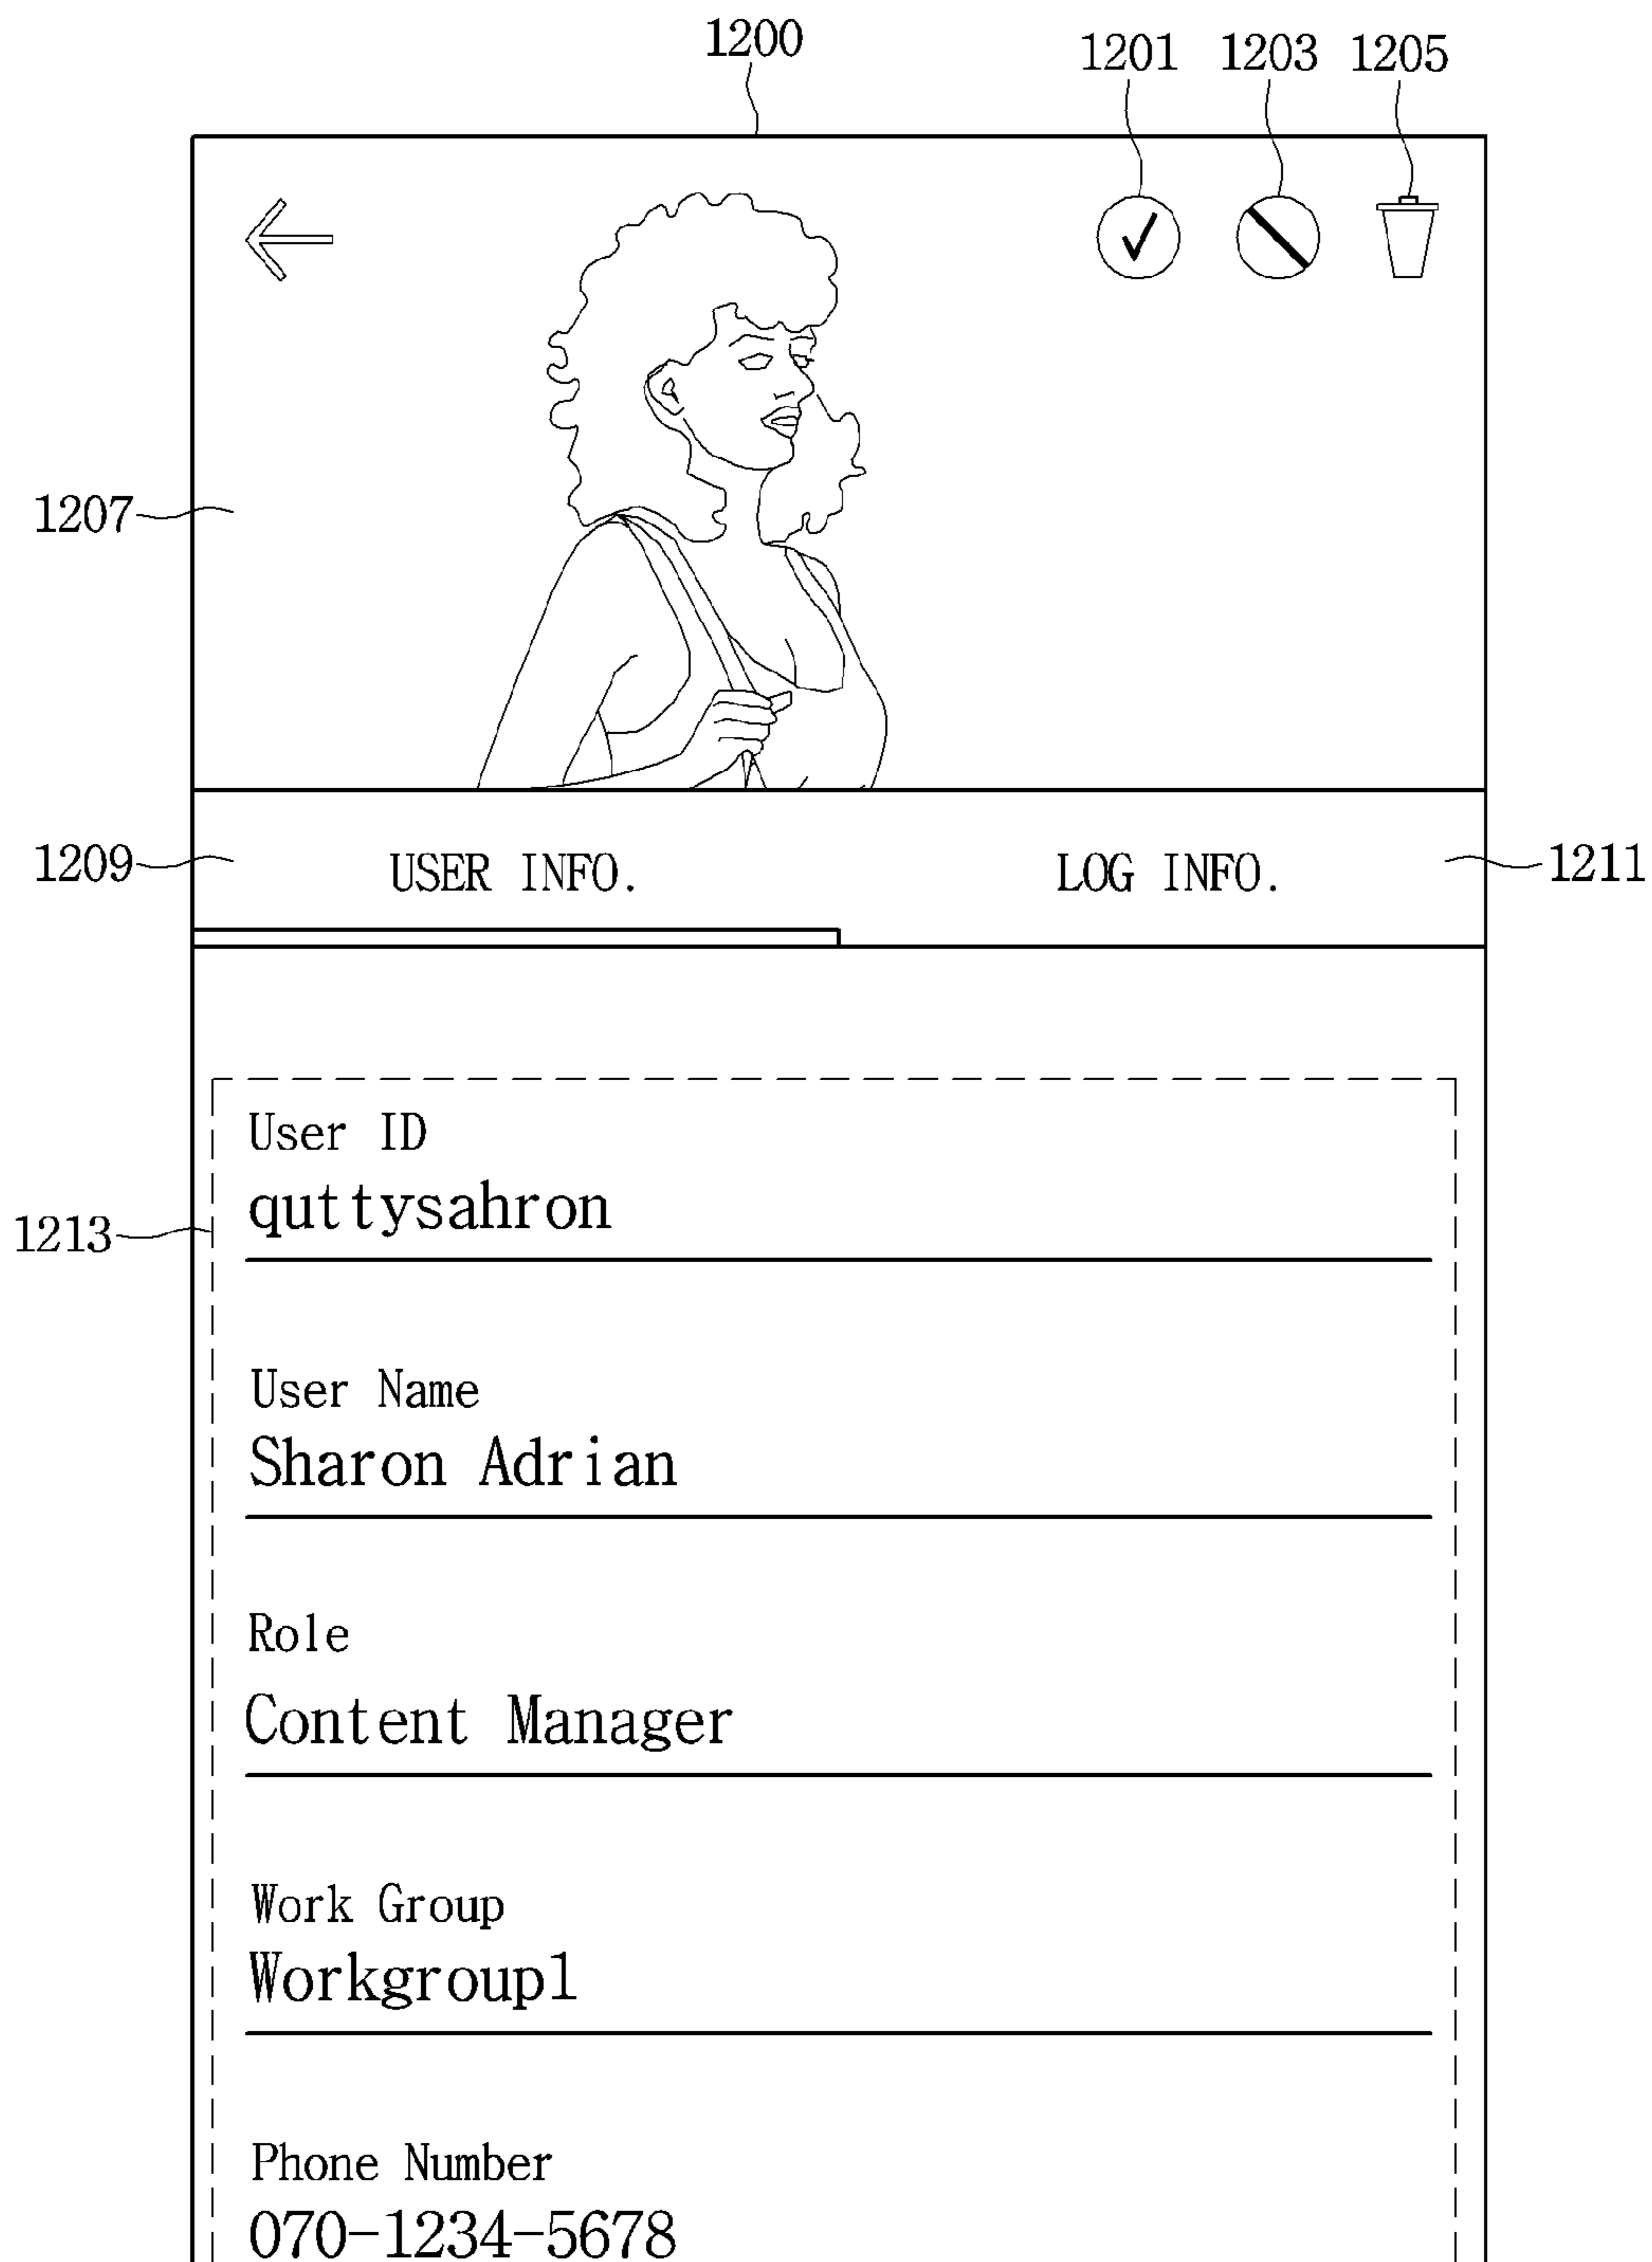 1200
1201 1203 1205
1207
1209 USER INFO. LOG INFO. 1211
User ID
quttysahron
1213
User Name
Sharon Adrian
Role
Content Manager
Work Group
Workgroup1
Phone Number
070-1234-5678